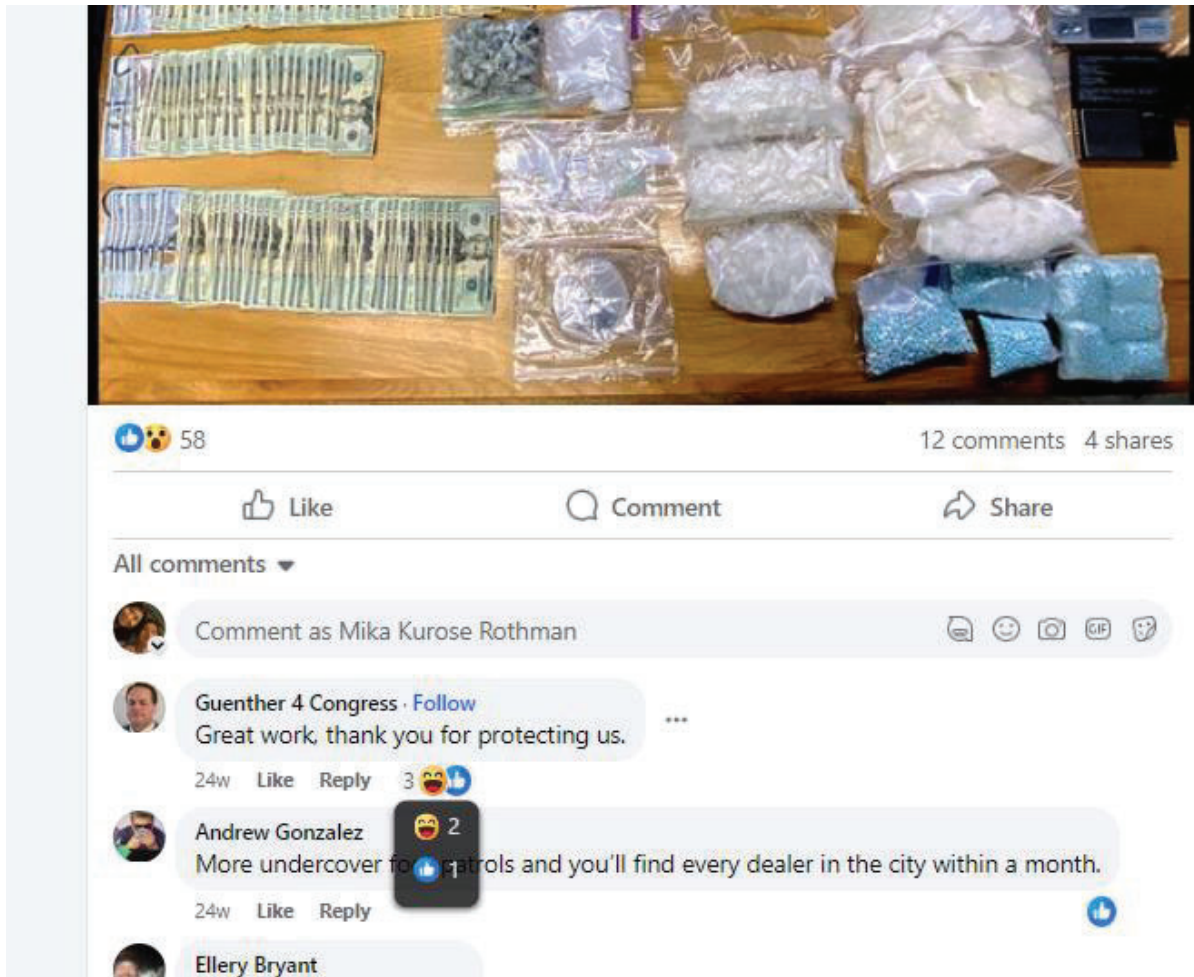 58
12 comments 4 shares
Like Comment Share
All comments
Comment as Mika Kurose Rothman
GIF
Guenther 4 Congress · Follow
Great work, thank you for protecting us.
24w Like Reply 3
2
Andrew Gonzalez
1
More undercover patrols and you'll find every dealer in the city within a month.
24w Like Reply
Ellery Bryant